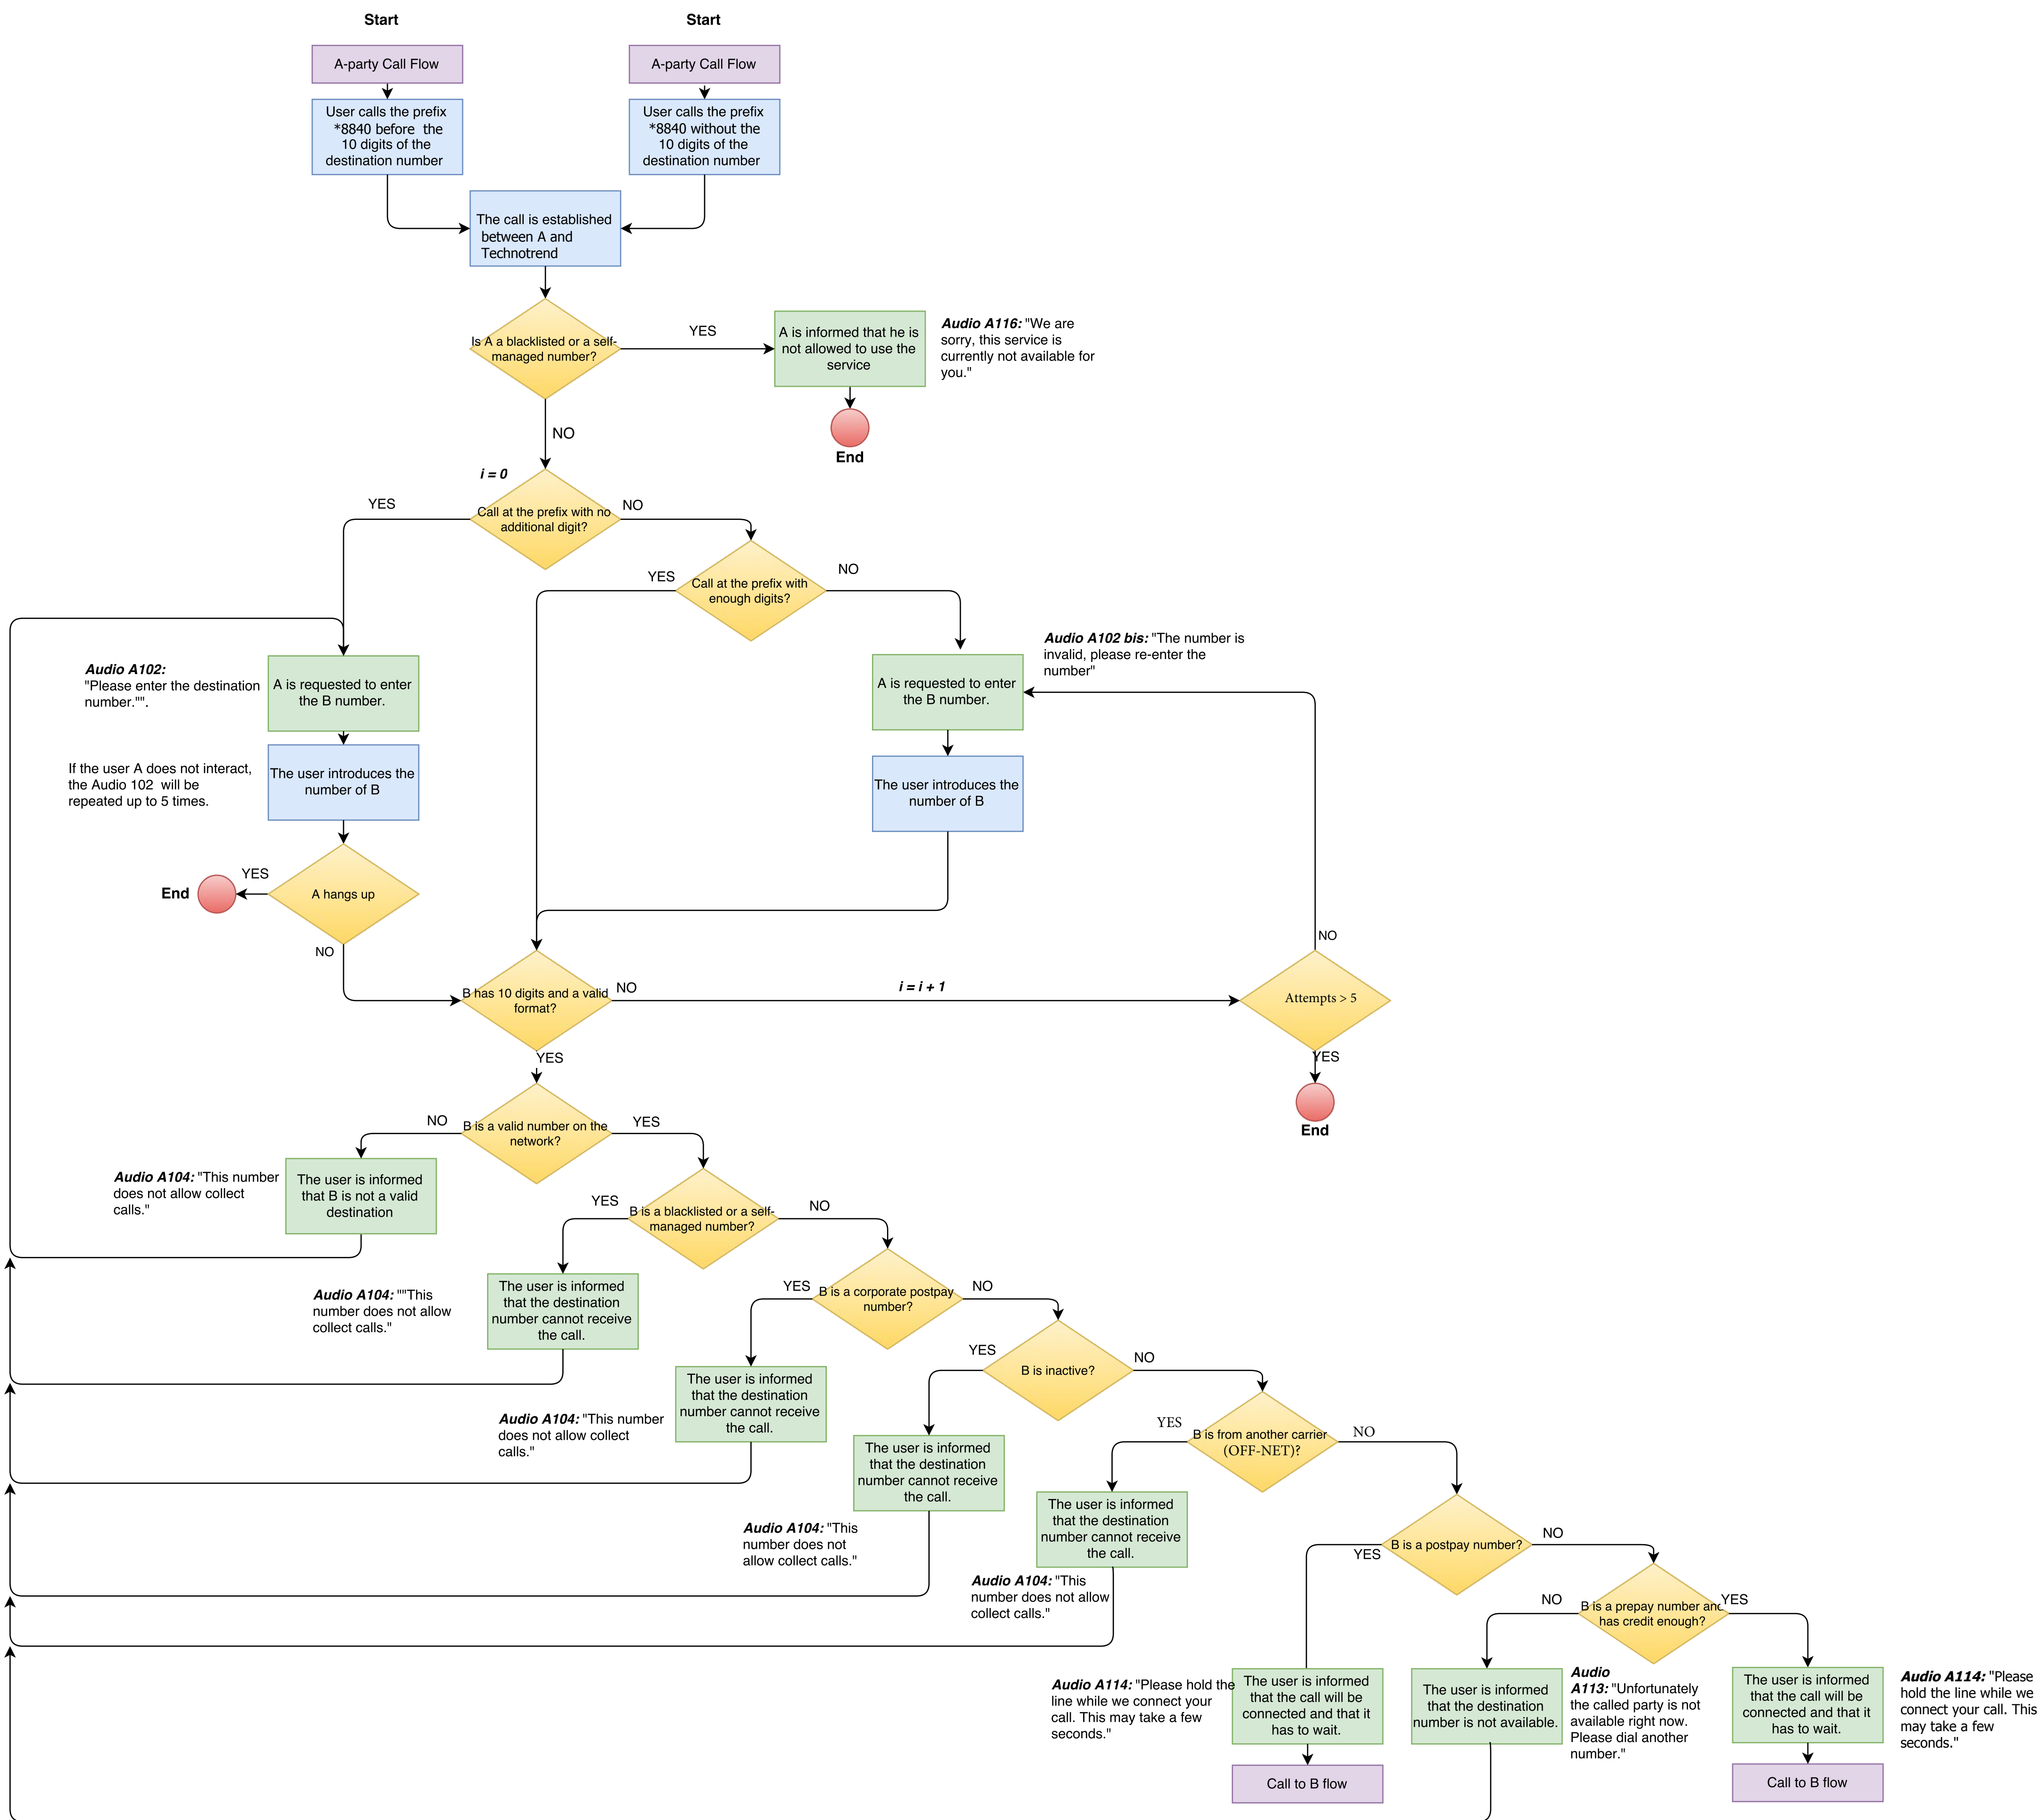 Start
Start
A-party Call Flow
A-party Call Flow
User calls the prefix
*8840 before the
10 digits of the
destination number
User calls the prefix
*8840 without the
10 digits of the
destination number
The call is established
between A and
Technotrend
Is A a blacklisted or a self-
managed number?
YES
A is informed that he is
not allowed to use the
service
Audio A116: "We are
sorry, this service is
currently not available for
you."
End
NO
i = 0
Call at the prefix with no
additional digit?
YES
NO
Call at the prefix with
enough digits?
YES
NO
Audio A102:
"Please enter the destination
number."".
A is requested to enter
the B number.
A is requested to enter
the B number.
Audio A102 bis: "The number is
invalid, please re-enter the
number"
If the user A does not interact,
the Audio 102 will be
repeated up to 5 times.
The user introduces the
number of B
The user introduces the
number of B
End
YES
A hangs up
NO
B has 10 digits and a valid
format?
NO
i = i + 1
NO
Attempts > 5
YES
End
YES
B is a valid number on the
network?
NO
YES
Audio A104: "This number
does not allow collect
calls."
The user is informed
that B is not a valid
destination
B is a blacklisted or a self-
managed number?
YES
NO
Audio A104: ""This
number does not allow
collect calls."
The user is informed
that the destination
number cannot receive
the call.
B is a corporate postpay
number?
YES
NO
Audio A104: "This number
does not allow collect
calls."
The user is informed
that the destination
number cannot receive
the call.
B is inactive?
YES
NO
Audio A104: "This
number does not
allow collect calls."
The user is informed
that the destination
number cannot receive
the call.
B is from another carrier
(OFF-NET)?
YES
NO
Audio A104: "This
number does not allow
collect calls."
The user is informed
that the destination
number cannot receive
the call.
B is a postpay number?
YES
NO
B is a prepay number and
has credit enough?
NO
YES
Audio A114: "Please hold the
line while we connect your
call. This may take a few
seconds."
The user is informed
that the call will be
connected and that it
has to wait.
The user is informed
that the destination
number is not available.
Audio
A113: "Unfortunately
the called party is not
available right now.
Please dial another
number."
The user is informed
that the call will be
connected and that it
has to wait.
Audio A114: "Please
hold the line while we
connect your call. This
may take a few
seconds."
Call to B flow
Call to B flow